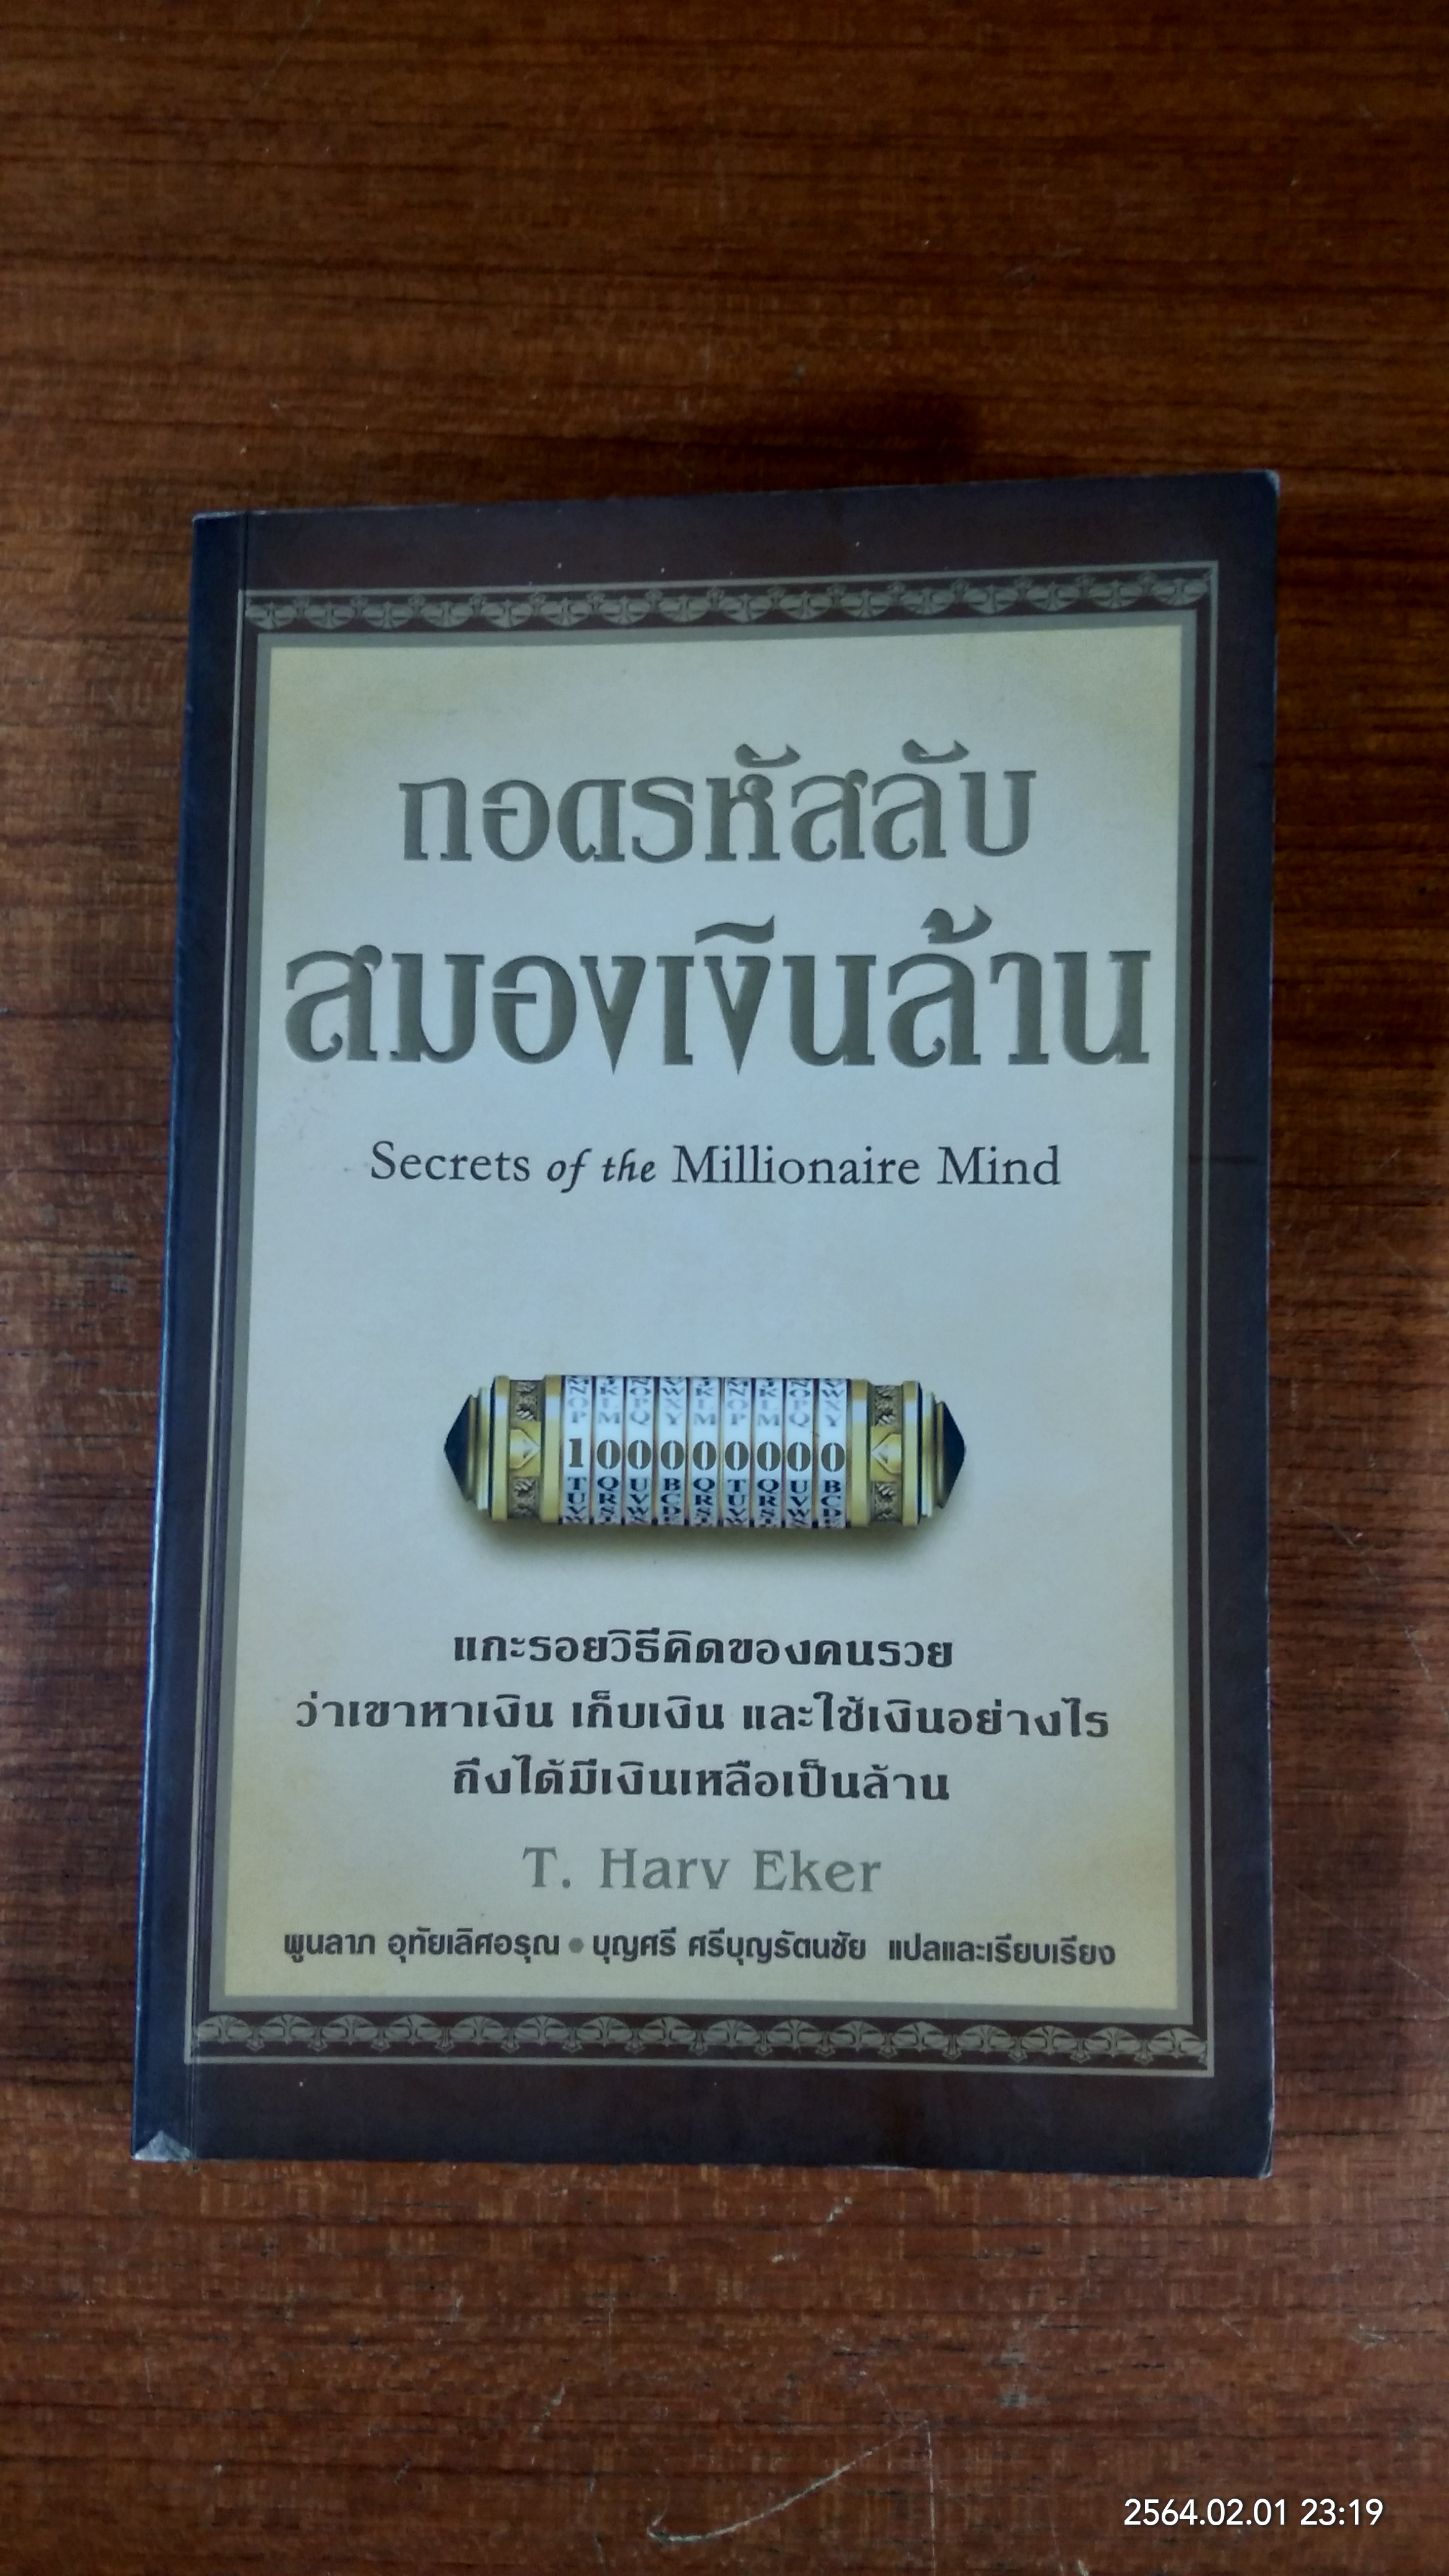 ถอดรหัสลับ
สมองเงินล้าน
Secrets of the Millionaire Mind
100000000
แกะรอยวิธีคิดของคนรวย
ว่าเขาหาเงิน เก็บเงิน และใช้เงินอย่างไร
ถึงได้มีเงินเหลือเป็นล้าน
T. Harv Eker
พูนลาภ อุทัยเลิศอรุณ • บุญศรี ศรีบุญรัตนชัย แปลและเรียบเรียง
2564.02.01 23:19